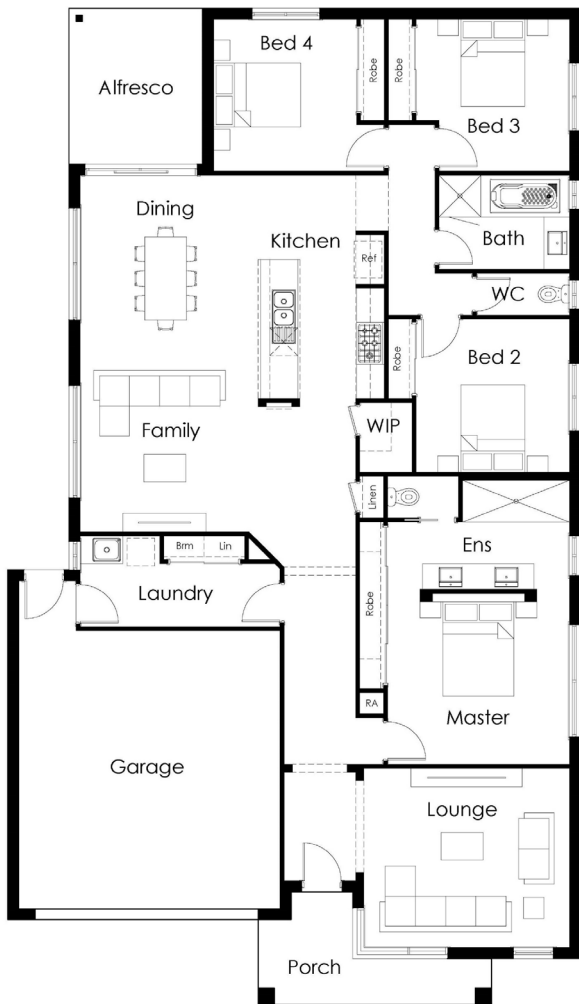 Bed 4
Robe
Robe
Bed 3
Alfresco
Dining
Kitchen
Ref
Bath
WC
Robe
Bed 2
Family
WIP
Linen
Brm
Lin
Ens
Laundry
Robe
RA
Master
Garage
Lounge
Porch